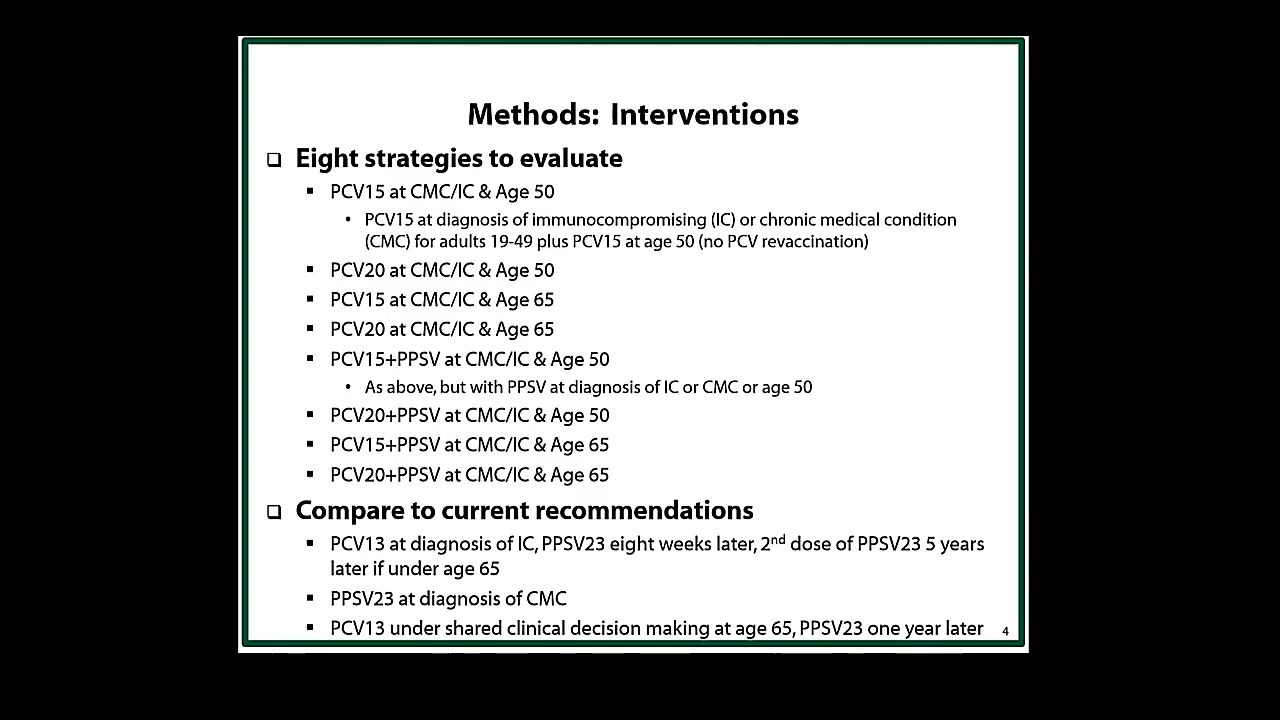 Methods: Interventions
❑ Eight strategies to evaluate
▪ PCV15 at CMC/IC & Age 50
• PCV15 at diagnosis of immunocompromising (IC) or chronic medical condition
(CMC) for adults 19-49 plus PCV15 at age 50 (no PCV revaccination)
▪ PCV20 at CMC/IC & Age 50
▪ PCV15 at CMC/IC & Age 65
▪ PCV20 at CMC/IC & Age 65
▪ PCV15+PPSV at CMC/IC & Age 50
• As above, but with PPSV at diagnosis of IC or CMC or age 50
▪ PCV20+PPSV at CMC/IC & Age 50
▪ PCV15+PPSV at CMC/IC & Age 65
▪ PCV20+PPSV at CMC/IC & Age 65
❑ Compare to current recommendations
▪ PCV13 at diagnosis of IC, PPSV23 eight weeks later, 2nd dose of PPSV23 5 years
later if under age 65
▪ PPSV23 at diagnosis of CMC
▪ PCV13 under shared clinical decision making at age 65, PPSV23 one year later
4